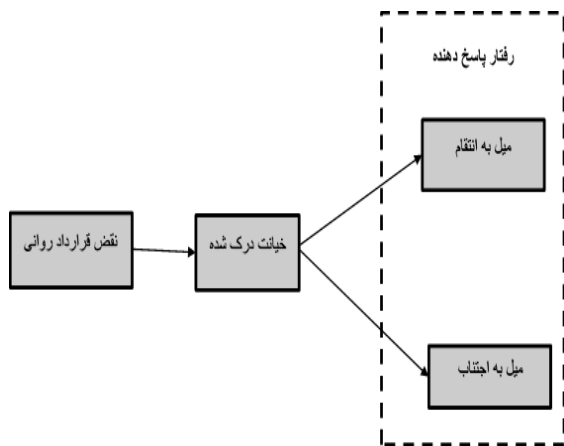 رفتار پاسخ دهنده
میل به انتقام
نقض قرارداد روانی
خیانت درک شده
میل به اجتناب